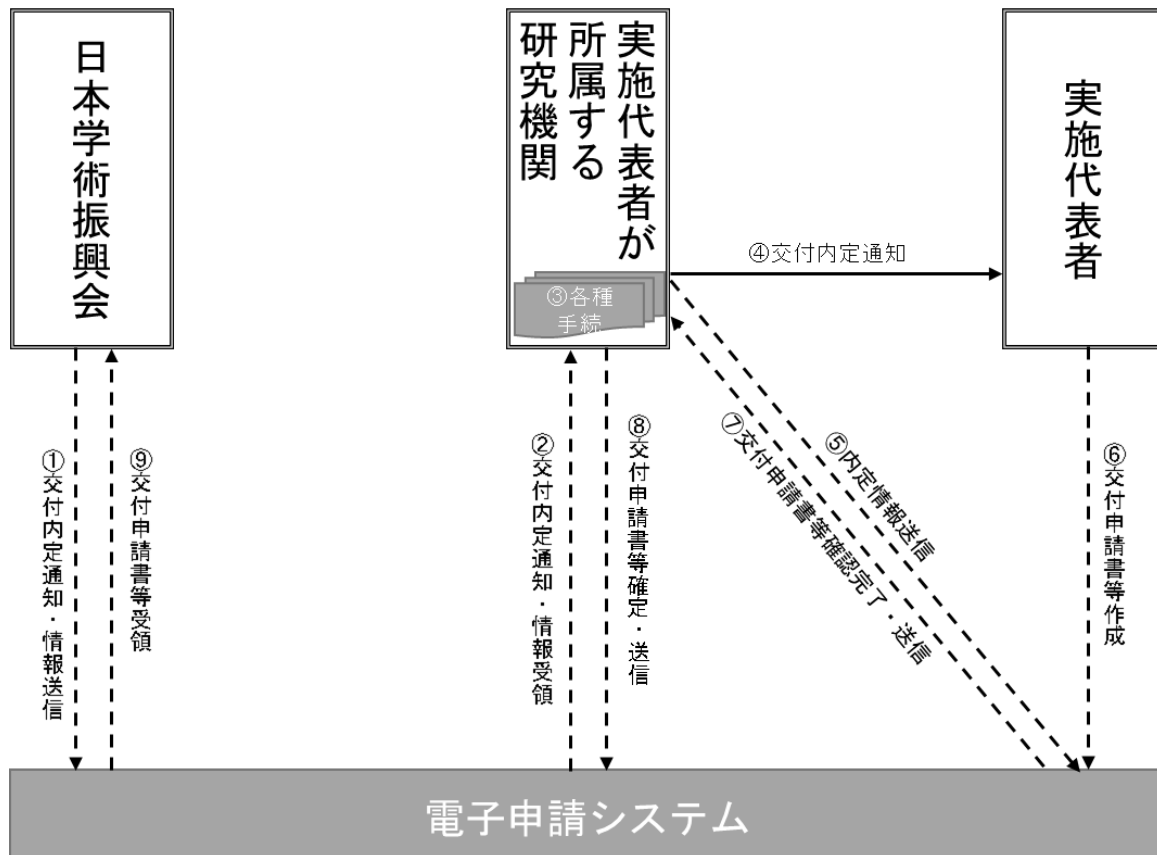 日本学術振興会
実施代表者が
所属する
研究機関
実施代表者
③各種
手続
④交付内定通知
①交付内定通知・情報送信
⑨交付申請書等受領
②交付内定通知・情報受領
⑧交付申請書等確定・送信
⑦交付申請書等確認完了・送信
⑤内定情報送信
⑥交付申請書等作成
電子申請システム